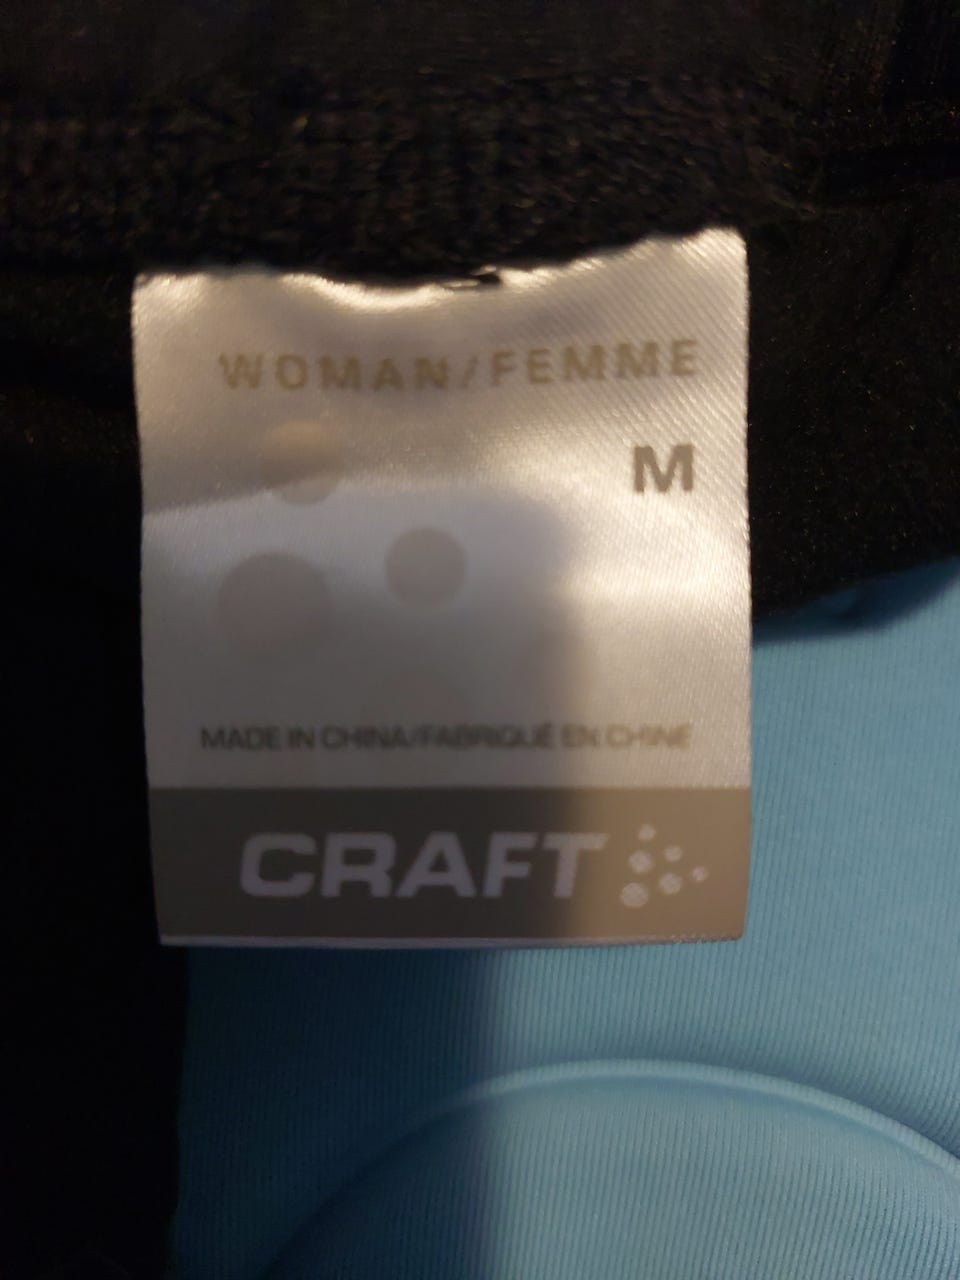 WOMAN/FEMME
M
MADE IN CHINA/FABRIQUÉ EN CHINE
CRAFT